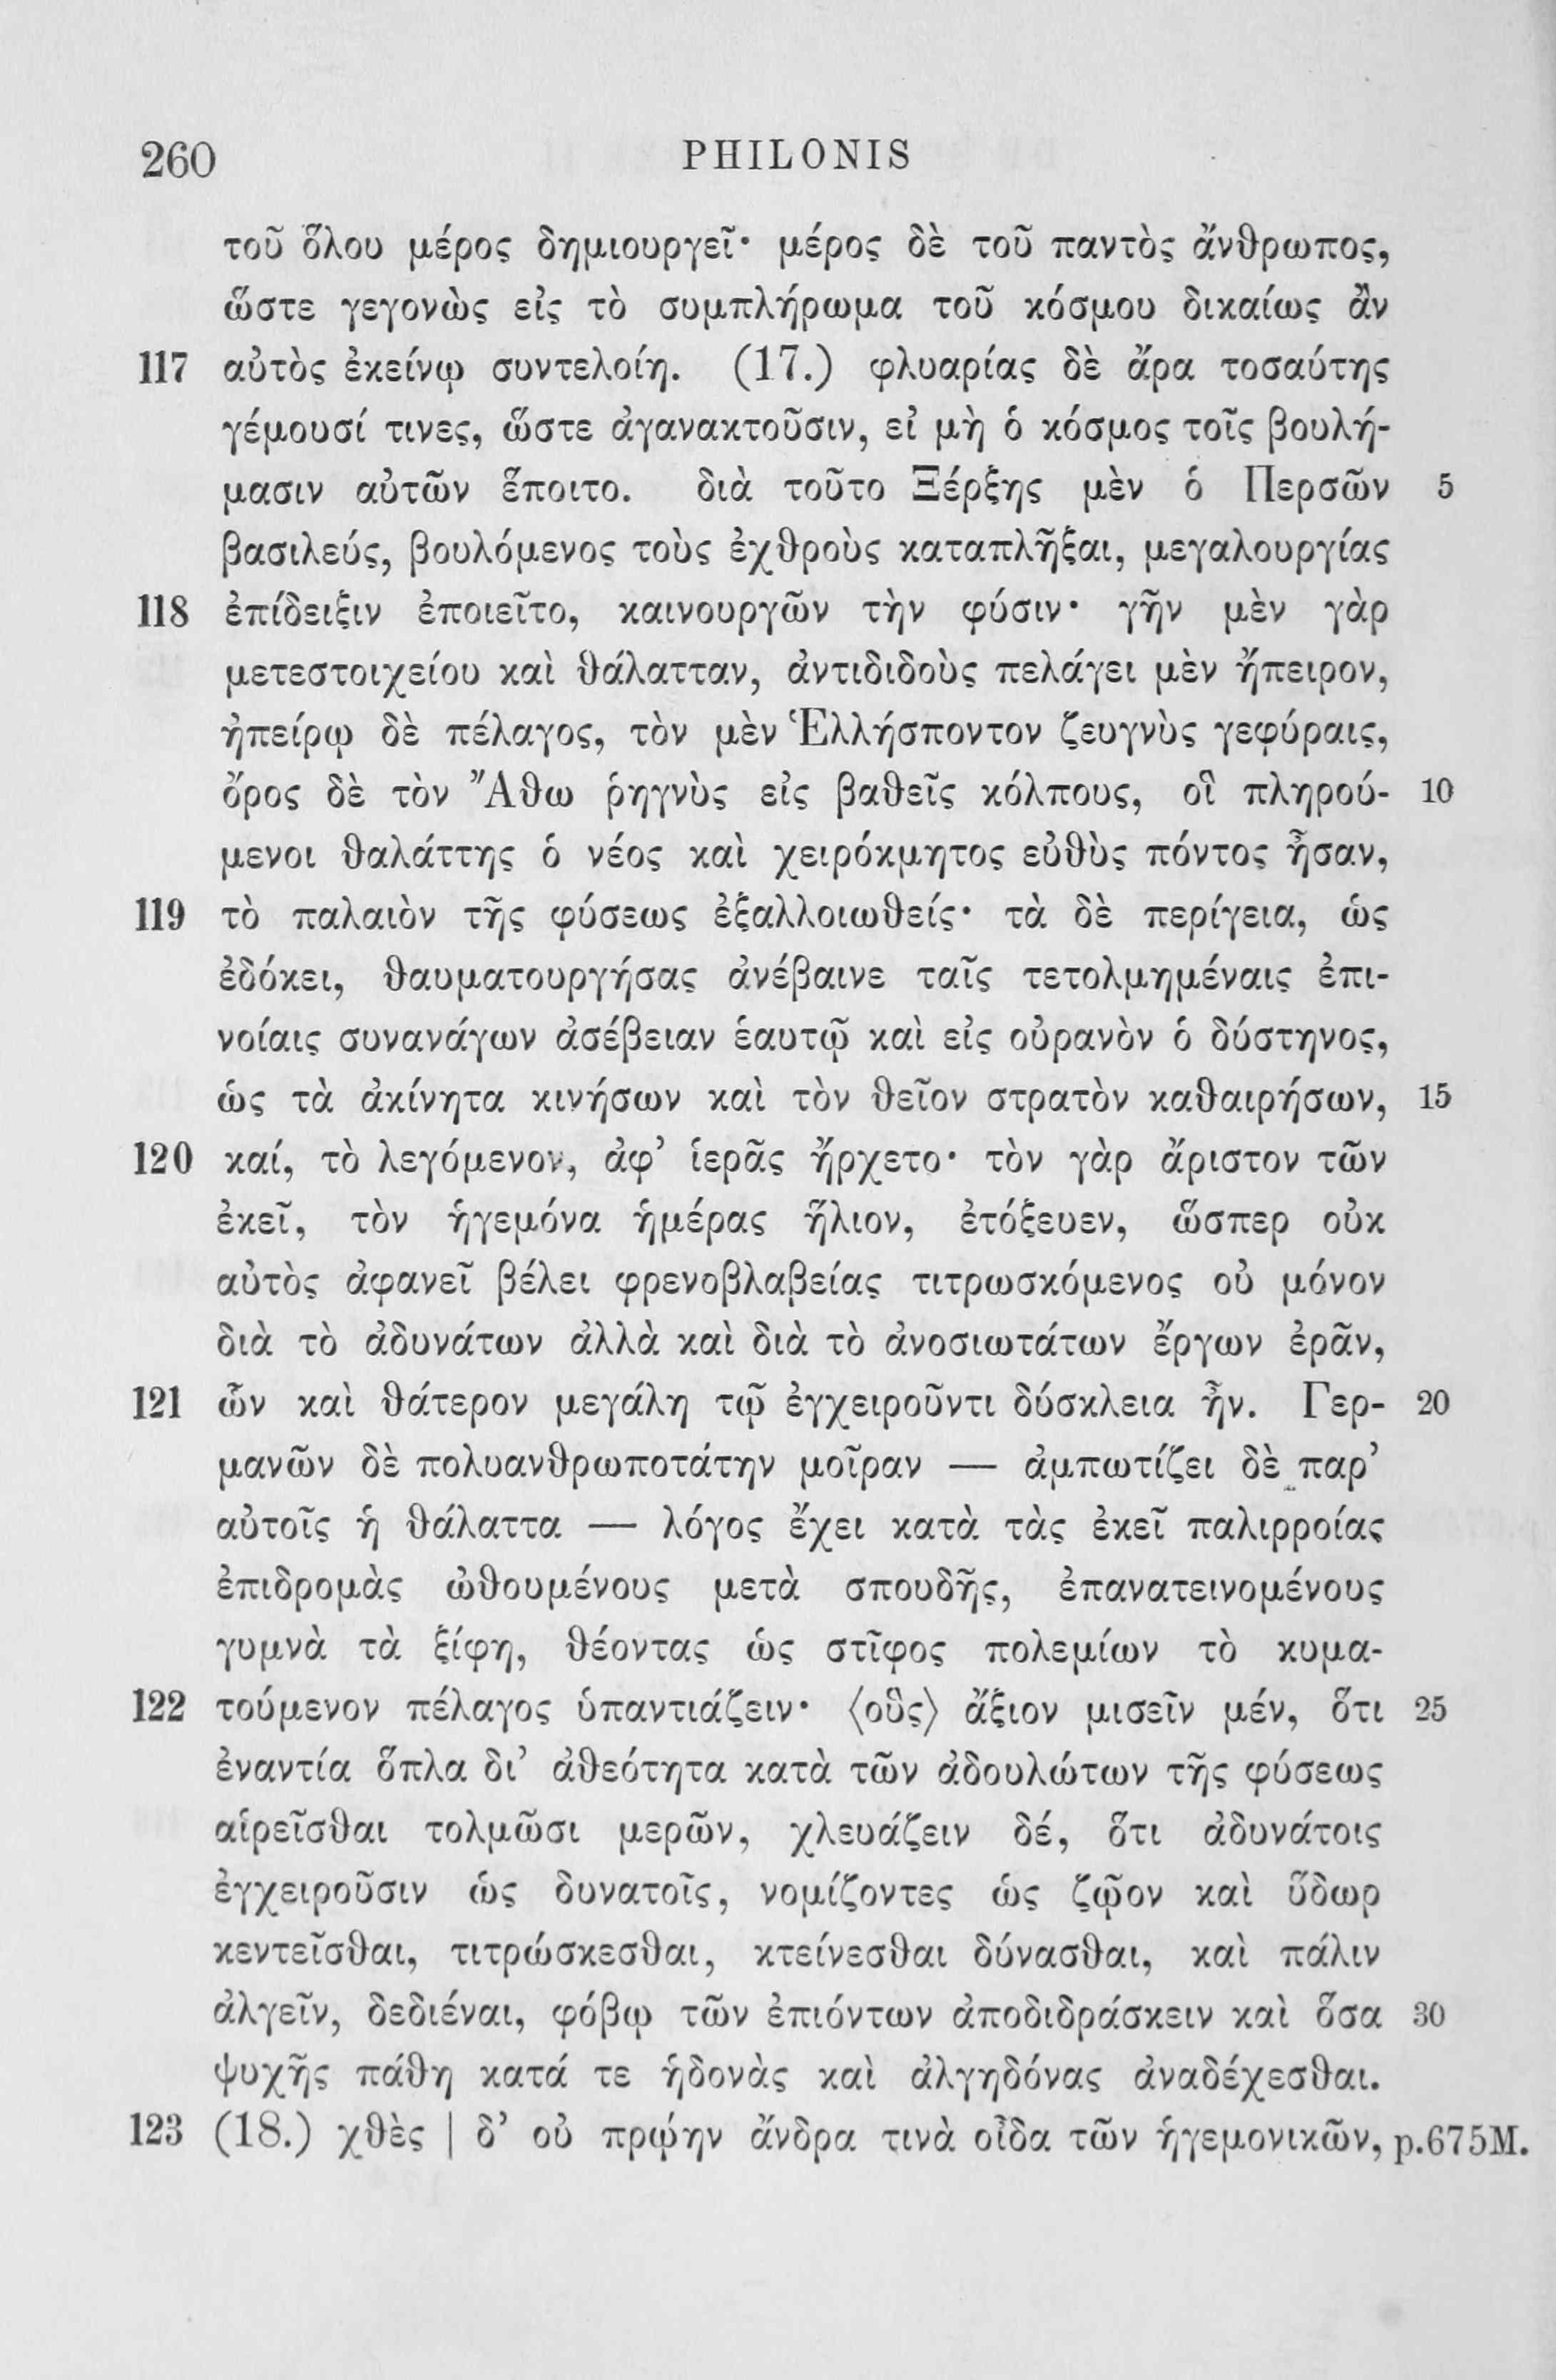 260 PHILONIS
τοῦ ὅλου μέρος δημιουργεῖ· μέρος δὲ τοῦ παντὸς ἄνθρωπος,
ὥστε γεγονὼς εἰς τὸ συμπλήρωμα τοῦ κόσμου δικαίως ἂν
117 αὐτὸς ἐκείνῳ συντελοίη. (17.) φλυαρίας δὲ ἄρα τοσαύτης
γέμουσί τινες, ὥστε ἀγανακτοῦσιν, εἰ μὴ ὁ κόσμος τοῖς βουλή-
μασιν αὐτῶν ἕποιτο. διὰ τοῦτο Ξέρξης μὲν ὁ Περσῶν 5
βασιλεύς, βουλόμενος τοὺς ἐχθροὺς καταπλῆξαι, μεγαλουργίας
118 ἐπίδειξιν ἐποιεῖτο, καινουργῶν τὴν φύσιν· γῆν μὲν γὰρ
μετεστοιχείου καὶ θάλατταν, ἀντιδιδοὺς πελάγει μὲν ἤπειρον,
ἠπείρῳ δὲ πέλαγος, τὸν μὲν Ἑλλήσποντον ζευγνὺς γεφύραις,
ὄρος δὲ τὸν Ἄθω ῥηγνὺς εἰς βαθεῖς κόλπους, οἳ πληρού- 10
μενοι θαλάττης ὁ νέος καὶ χειρόκμητος εὐθὺς πόντος ἦσαν,
119 τὸ παλαιὸν τῆς φύσεως ἐξαλλοιωθείς· τὰ δὲ περίγεια, ὡς
ἐδόκει, θαυματουργήσας ἀνέβαινε ταῖς τετολμημέναις ἐπι-
νοίαις συνανάγων ἀσέβειαν ἑαυτῷ καὶ εἰς οὐρανὸν ὁ δύστηνος,
ὡς τὰ ἀκίνητα κινήσων καὶ τὸν θεῖον στρατὸν καθαιρήσων, 15
120 καί, τὸ λεγόμενον, ἀφ’ ἱερᾶς ἤρχετο· τὸν γὰρ ἄριστον τῶν
ἐκεῖ, τὸν ἡγεμόνα ἡμέρας ἥλιον, ἐτόξευεν, ὥσπερ οὐκ
αὐτὸς ἀφανεῖ βέλει φρενοβλαβείας τιτρωσκόμενος οὐ μόνον
διὰ τὸ ἀδυνάτων ἀλλὰ καὶ διὰ τὸ ἀνοσιωτάτων ἔργων ἐρᾶν,
121 ὧν καὶ θάτερον μεγάλη τῷ ἐγχειροῦντι δύσκλεια ἦν. Γερ- 20
μανῶν δὲ πολυανθρωποτάτην μοῖραν — ἀμπωτίζει δὲ παρ’
αὐτοῖς ἡ θάλαττα — λόγος ἔχει κατὰ τὰς ἐκεῖ παλιρροίας
ἐπιδρομὰς ὠθουμένους μετὰ σπουδῆς, ἐπανατεινομένους
γυμνὰ τὰ ξίφη, θέοντας ὡς στῖφος πολεμίων τὸ κυμα-
122 τούμενον πέλαγος ὑπαντιάζειν· ⟨οὓς⟩ ἄξιον μισεῖν μέν, ὅτι 25
ἐναντία ὅπλα δι’ ἀθεότητα κατὰ τῶν ἀδουλώτων τῆς φύσεως
αἱρεῖσθαι τολμῶσι μερῶν, χλευάζειν δέ, ὅτι ἀδυνάτοις
ἐγχειροῦσιν ὡς δυνατοῖς, νομίζοντες ὡς ζῷον καὶ ὕδωρ
κεντεῖσθαι, τιτρώσκεσθαι, κτείνεσθαι δύνασθαι, καὶ πάλιν
ἀλγεῖν, δεδιέναι, φόβῳ τῶν ἐπιόντων ἀποδιδράσκειν καὶ ὅσα 30
ψυχῆς πάθη κατά τε ἡδονὰς καὶ ἀλγηδόνας ἀναδέχεσθαι.
123 (18.) χθὲς | δ’ οὐ πρῴην ἄνδρα τινὰ οἶδα τῶν ἡγεμονικῶν, p.675M.